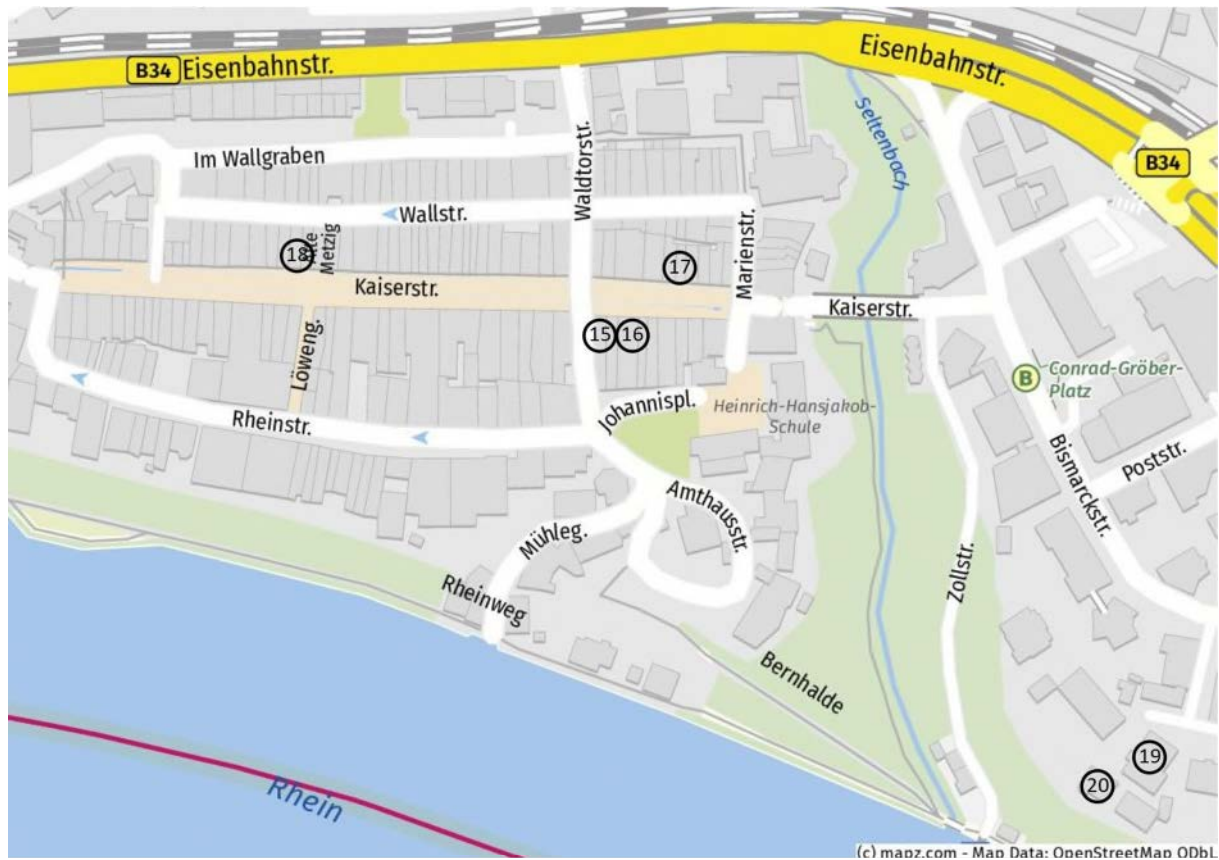 B34
Eisenbahnstr.
Eisenbahnstr.
Seltenbach
B34
Im Wallgraben
Waldtorstr.
Wallstr.
18
Metzig
17
Marienstr.
Kaiserstr.
Kaiserstr.
15
16
Löweng.
B
Conrad-Gröber-
Platz
Johannispl.
Heinrich-Hansjakob-
Schule
Rheinstr.
Bismarckstr.
Poststr.
Amthausstr.
Mühleg.
Zollstr.
Rheinweg
Bernhalde
19
20
Rhein
(c) mapz.com - Map Data: OpenStreetMap ODbL